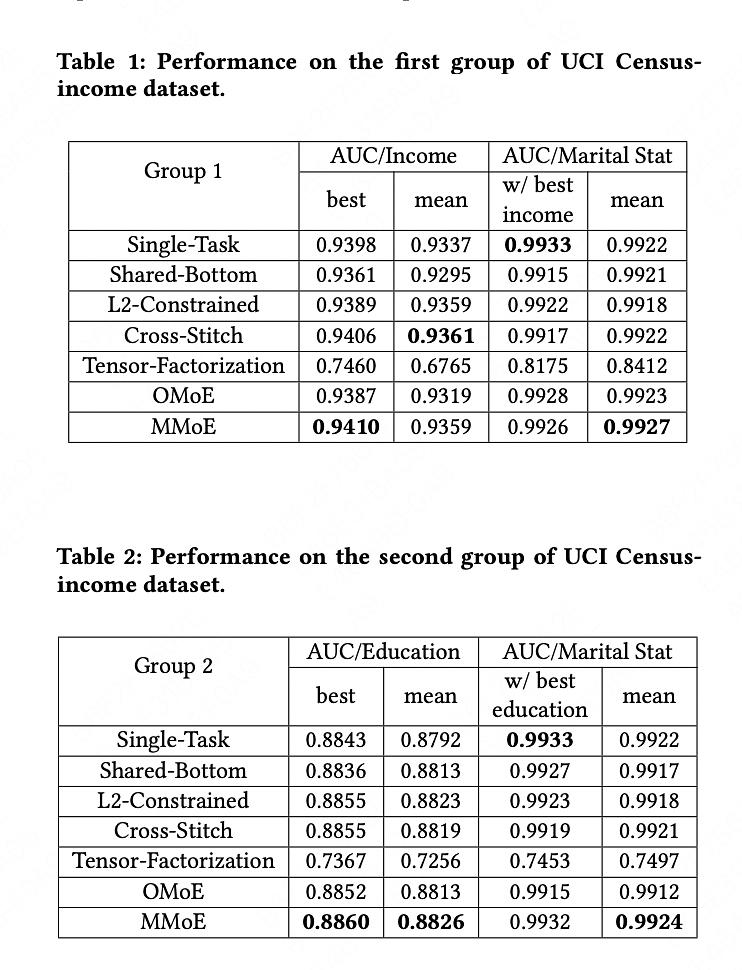 Table 1: Performance on the first group of UCI Census-
income dataset.
Group 1 AUC/Income AUC/Marital Stat
best mean w/ best income mean
Single-Task 0.9398 0.9337 0.9933 0.9922
Shared-Bottom 0.9361 0.9295 0.9915 0.9921
L2-Constrained 0.9389 0.9359 0.9922 0.9918
Cross-Stitch 0.9406 0.9361 0.9917 0.9922
Tensor-Factorization 0.7460 0.6765 0.8175 0.8412
OMoE 0.9387 0.9319 0.9928 0.9923
MMoE 0.9410 0.9359 0.9926 0.9927
Table 2: Performance on the second group of UCI Census-
income dataset.
Group 2 AUC/Education AUC/Marital Stat
best mean w/ best education mean
Single-Task 0.8843 0.8792 0.9933 0.9922
Shared-Bottom 0.8836 0.8813 0.9927 0.9917
L2-Constrained 0.8855 0.8823 0.9923 0.9918
Cross-Stitch 0.8855 0.8819 0.9919 0.9921
Tensor-Factorization 0.7367 0.7256 0.7453 0.7497
OMoE 0.8852 0.8813 0.9915 0.9912
MMoE 0.8860 0.8826 0.9932 0.9924